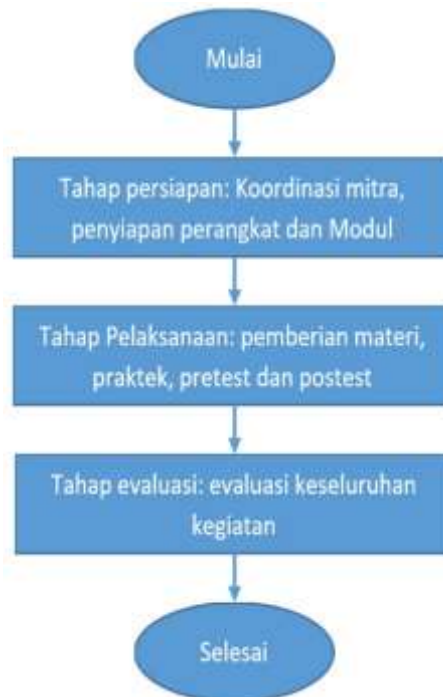 Mulai
Tahap persiapan: Koordinasi mitra,
penyiapan perangkat dan Modul
Tahap Pelaksanaan: pemberian materi,
praktek, pretest dan postest
Tahap evaluasi: evaluasi keseluruhan
kegiatan
Selesai